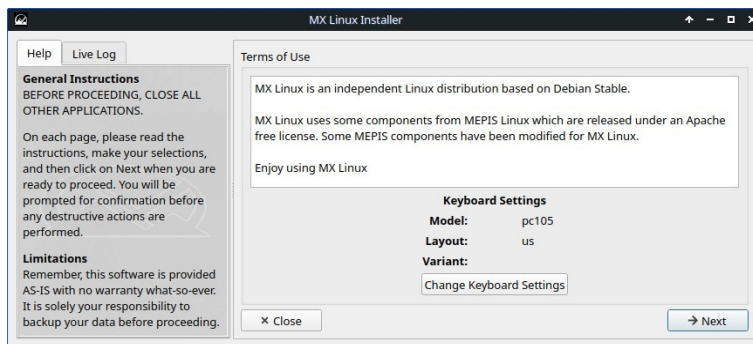 MX Linux Installer
Help
Live Log
General Instructions
BEFORE PROCEEDING, CLOSE ALL
OTHER APPLICATIONS.
On each page, please read the
instructions, make your selections,
and then click on Next when you are
ready to proceed. You will be
prompted for confirmation before
any destructive actions are
performed.
Limitations
Remember, this software is provided
AS-IS with no warranty what-so-ever.
It is solely your responsibility to
backup your data before proceeding.
Terms of Use
MX Linux is an independent Linux distribution based on Debian Stable.
MX Linux uses some components from MEPIS Linux which are released under an Apache
free license. Some MEPIS components have been modified for MX Linux.
Enjoy using MX Linux
Keyboard Settings
Model: pc105
Layout: us
Variant:
Change Keyboard Settings
Close
Next